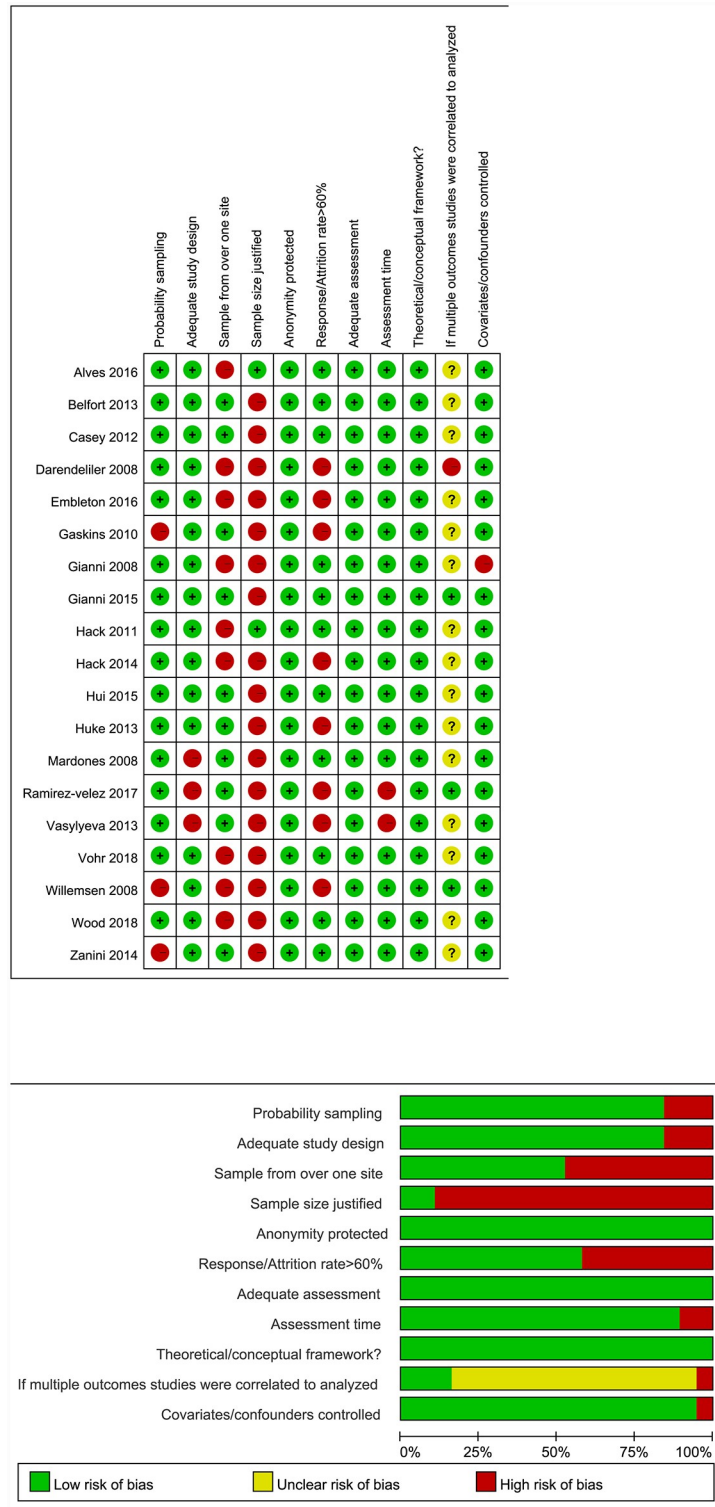 Probability sampling
Adequate study design
Sample from over one site
Sample size justified
Anonymity protected
Response/Attrition rate>60%
Adequate assessment
Assessment time
Theoretical/conceptual framework?
If multiple outcomes studies were correlated to analyzed
Covariates/confounders controlled
Alves 2016 + + - + + + + + + ? +
Belfort 2013 + + + - + + + + + ? +
Casey 2012 + + + - + + + + + ? +
Darendeliler 2008 + + - - + - + + + - +
Embleton 2016 + + - - + - + + + ? +
Gaskins 2010 - + + - + - + + + ? +
Gianni 2008 + + - - + + + + + ? -
Gianni 2015 + + + - + + + + + + +
Hack 2011 + + - + + + + + + ? +
Hack 2014 + + - - + - + + + ? +
Hui 2015 + + + - + + + + + ? +
Huke 2013 + + + - + - + + + ? +
Mardones 2008 + - + - + + + + + ? +
Ramirez-velez 2017 + - + - + - + - + + +
Vasylyeva 2013 + - + - + - + - + ? +
Vohr 2018 + + - - + + + + + ? +
Willemsen 2008 - + - - + - + + + + +
Wood 2018 + + - - + + + + + ? +
Zanini 2014 - + + - + + + + + ? +
Probability sampling
Adequate study design
Sample from over one site
Sample size justified
Anonymity protected
Response/Attrition rate>60%
Adequate assessment
Assessment time
Theoretical/conceptual framework?
If multiple outcomes studies were correlated to analyzed
Covariates/confounders controlled
0% 25% 50% 75% 100%
Low risk of bias Unclear risk of bias High risk of bias